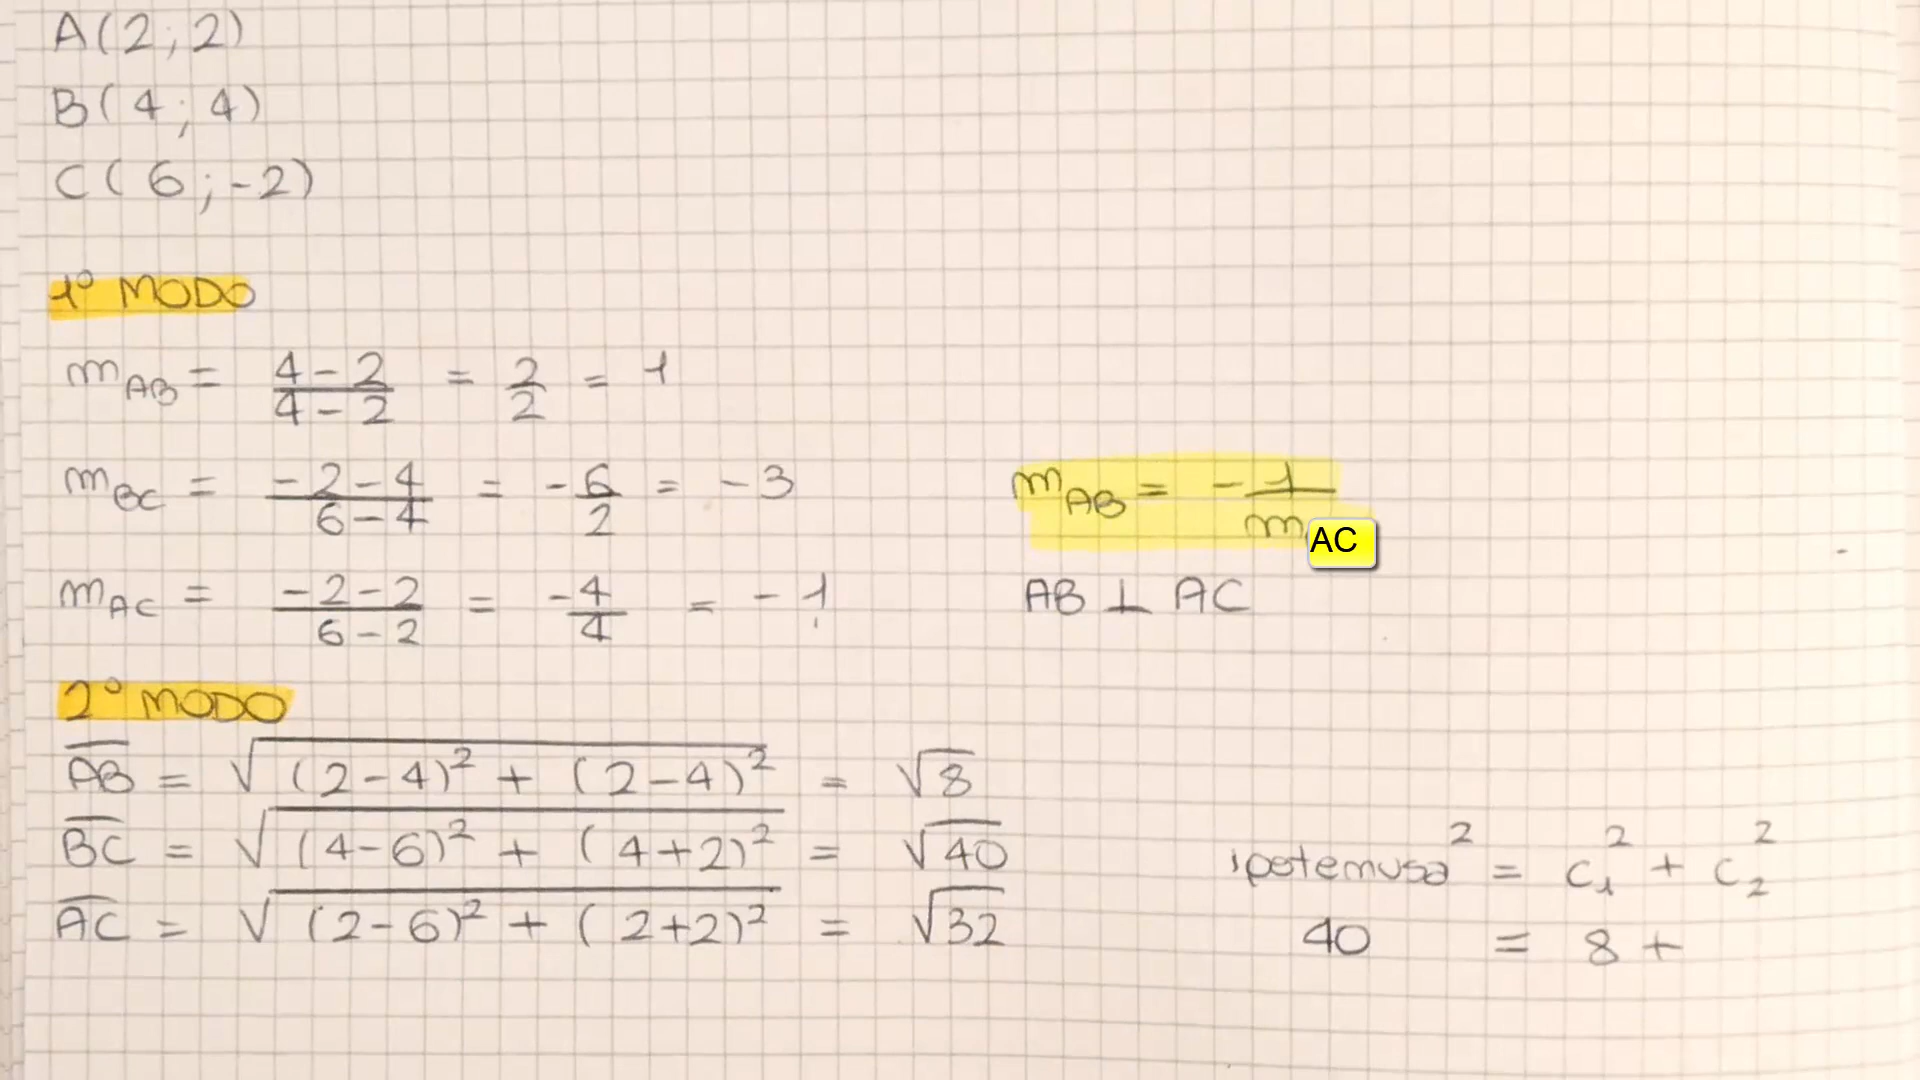 A(2; 2)
B(4; 4)
C(6; -2)
1° MODO
m_AB = (4-2)/(4-2) = 2/2 = 1
m_BC = (-2-4)/(6-4) = -6/2 = -3
m_AB = -1/m AC
m_AC = (-2-2)/(6-2) = -4/4 = -1
AB ⊥ AC
2° MODO
A̅B̅ = √((2-4)² + (2-4)²) = √8
B̅C̅ = √((4-6)² + (4+2)²) = √40
ipotenusa² = c₁² + c₂²
A̅C̅ = √((2-6)² + (2+2)²) = √32
40 = 8 +